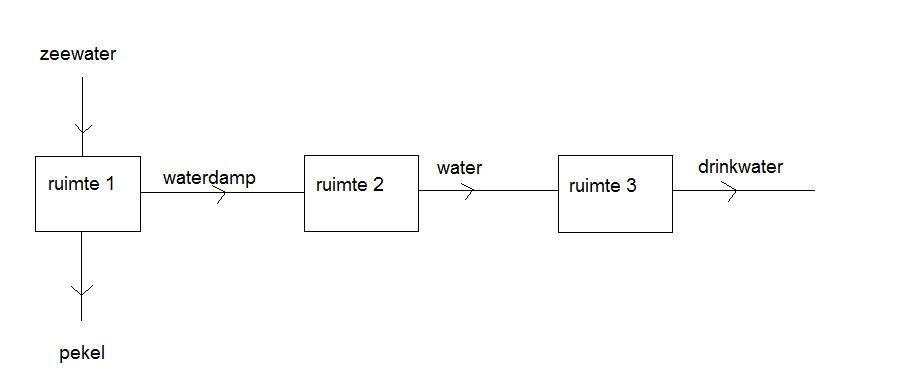 zeewater
ruimte 1
waterdamp
ruimte 2
water
ruimte 3
drinkwater
pekel